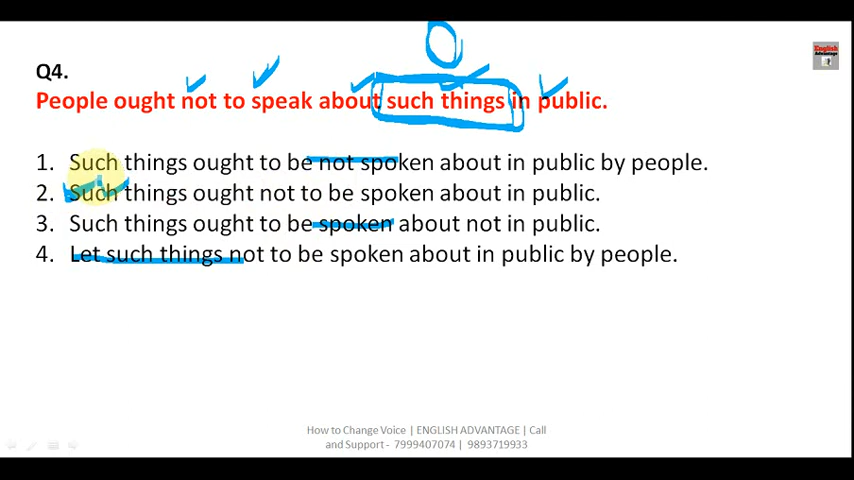 English
Advantage
Q4.
People ought not to speak about such things in public.
1. Such things ought to be not spoken about in public by people.
2. Such things ought not to be spoken about in public.
3. Such things ought to be spoken about not in public.
4. Let such things not to be spoken about in public by people.
How to Change Voice | ENGLISH ADVANTAGE | Call
and Support - 7999407074 | 9893719933